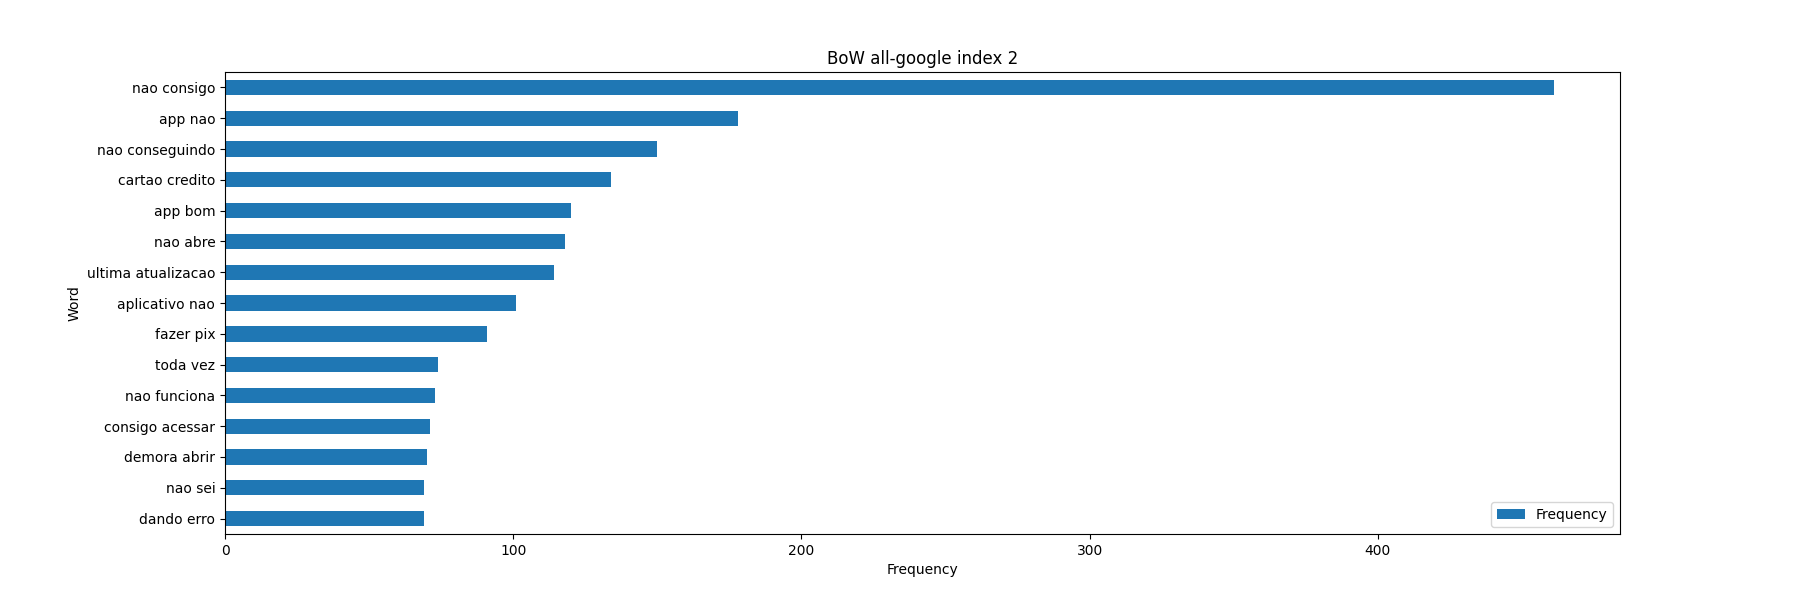 BoW all-google index 2
nao consigo
app nao
nao conseguindo
cartao credito
app bom
nao abre
ultima atualizacao
aplicativo nao
fazer pix
toda vez
nao funciona
consigo acessar
demora abrir
nao sei
dando erro
Word
Frequency
0 100 200 300 400
Frequency